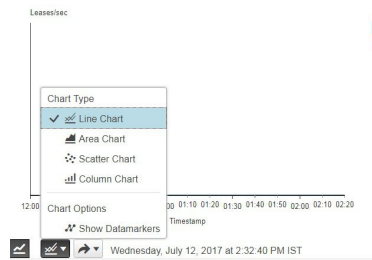 Leases/sec
Chart Type
Line Chart
Area Chart
Scatter Chart
Column Chart
Chart Options
Show Datamarkers
12:00 00 01:10 01:20 01:30 01:40 01:50 02:00 02:10 02:20
Timestamp
Wednesday, July 12, 2017 at 2:32:40 PM IST